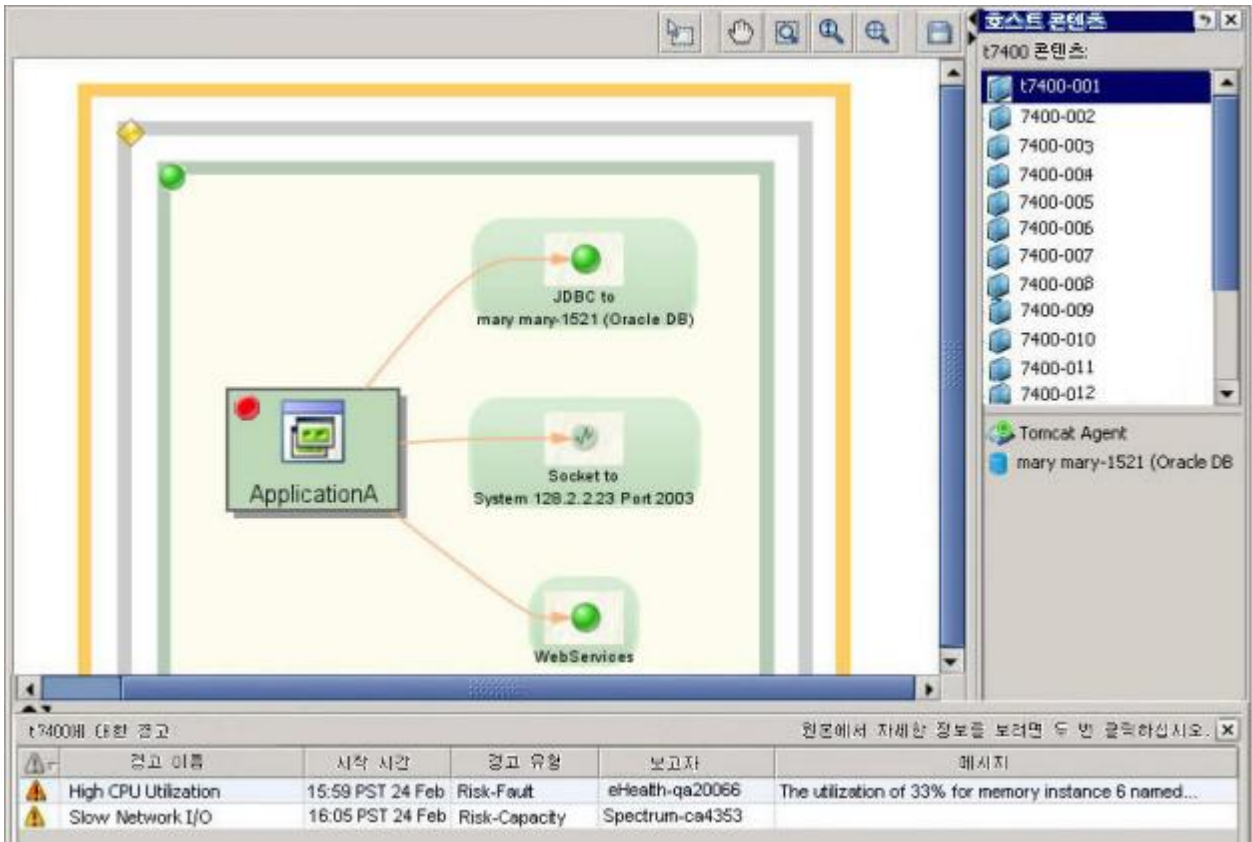 호스트 콘텐츠
t7400 콘텐츠:
t7400-001
7400-002
7400-003
7400-004
7400-005
7400-006
7400-007
7400-008
7400-009
7400-010
7400-011
7400-012
Tomcat Agent
mary mary-1521 (Oracle DB
JDBC to
mary mary-1521 (Oracle DB)
ApplicationA
Socket to
System 128.2.2.23 Port 2003
WebServices
t7400에 대한 경고
원본에서 자세한 정보를 보려면 두 번 클릭하십시오.
경고 이름 시작 시간 경고 유형 보고자 메시지
High CPU Utilization 15:59 PST 24 Feb Risk-Fault eHealth-qa20066 The utilization of 33% for memory instance 6 named...
Slow Network I/O 16:05 PST 24 Feb Risk-Capacity Spectrum-ca4353